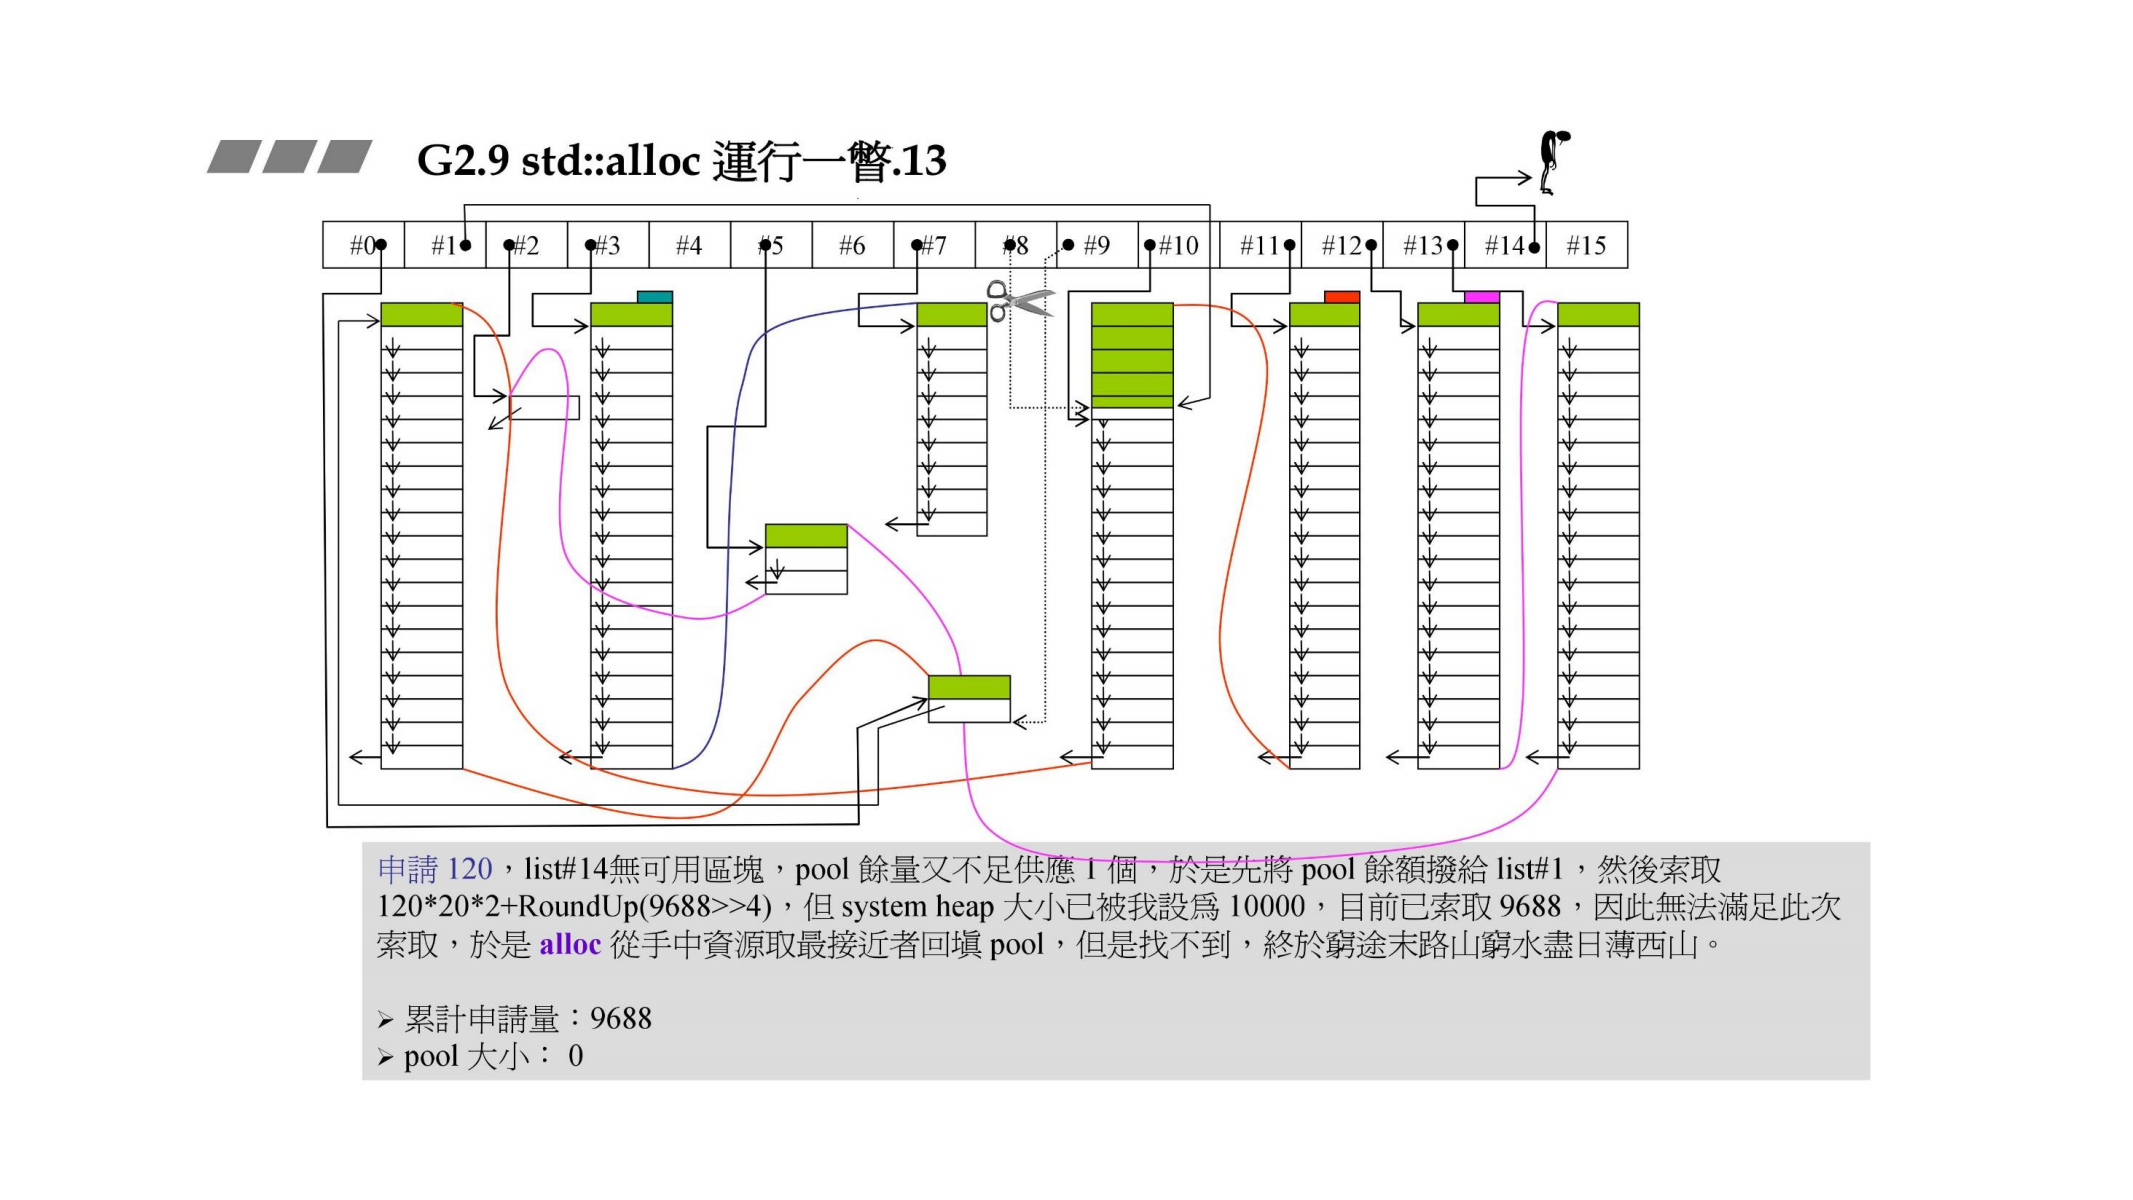 G2.9 std::alloc 運行一瞥.13
#0 #1 #2 #3 #4 #5 #6 #7 #8 #9 #10 #11 #12 #13 #14 #15
申請 120，list#14無可用區塊，pool 餘量又不足供應 1 個，於是先將 pool 餘額撥給 list#1，然後索取
120*20*2+RoundUp(9688>>4)，但 system heap 大小已被我設為 10000，目前已索取 9688，因此無法滿足此次
索取，於是 alloc 從手中資源取最接近者回填 pool，但是找不到，終於窮途末路山窮水盡日薄西山。
➢ 累計申請量：9688
➢ pool 大小： 0